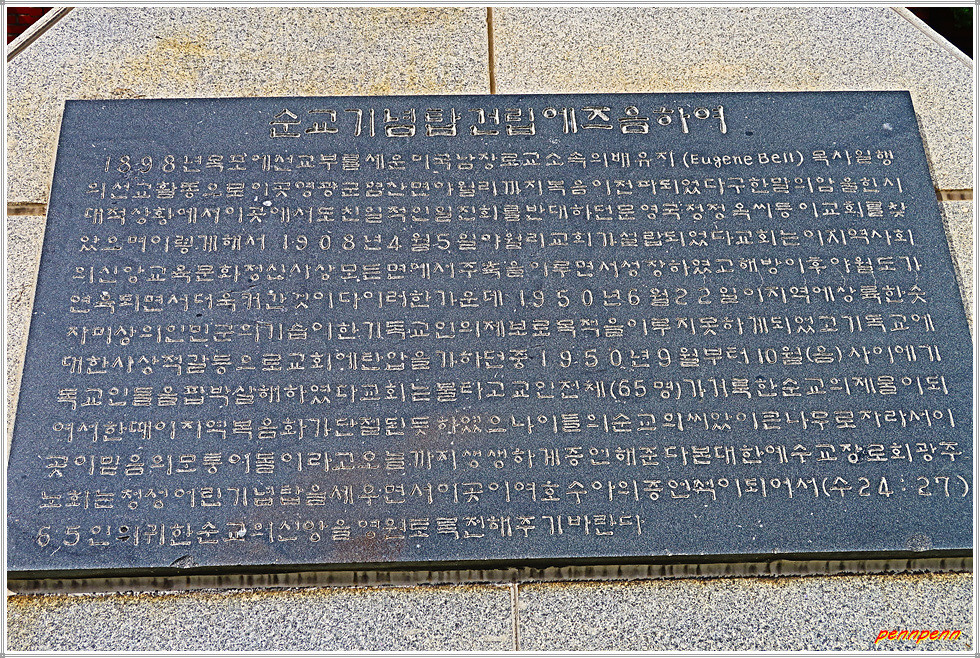 순교기념탑건립에즈음하여
1898년목포에선교부를세운미국남장로교소속의배유지(Eugene Bell) 목사일행
의선교활동으로 이곳영광군염산면야월리까지복음이전파되었다구한말의암울한시
대적상황에서이곳에서도친일적인일진회를반대하던문영국정정옥씨등이교회를찾
았으며이렇게해서 1908년4월5일야월리교회가설립되었다교회는이지역사회
의신앙교육문화정신사상모든면에서주축을이루면서성장하였고해방이후야월도가
연육되면서더욱커간것이다이러한가운데 1950년6월22일이지역에상륙한숫
자미상의인민군의기습이한기독교인의제보로목적을이루지못하게되었고기독교에
대한사상적갈등으로교회에탄압을가하던중 1950년9월부터10월(음)사이에기
독교인들을핍박살해하였다교회는불타고교인전체(65명)가거룩한순교의제물이되
어서한때이지역복음화가단절된듯하였으나이들의순교의씨앗이큰나무로자라서이
곳이믿음의모퉁이돌이라고오늘까지생생하게증인해준다본대한예수교장로회광주
노회는정성어린기념탑을세우면서이곳이여호수아의증언석이되어서(수24:27)
65인의귀한순교의신앙을영원토록전해주기바란다
pennpenn